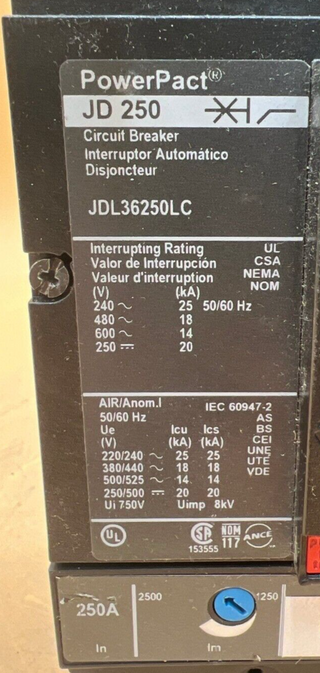 PowerPact®
JD 250
Circuit Breaker
Interruptor Automático
Disjoncteur
JDL36250LC
Interrupting Rating UL
Valor de Interrupción CSA
Valeur d'interruption NEMA
(V) (kA) NOM
240 ~ 25 50/60 Hz
480 ~ 18
600 ~ 14
250 ⎓ 20
AIR/Anom.I IEC 60947-2
50/60 Hz AS
Ue Icu Ics BS
(V) (kA) (kA) CEI
220/240 ~ 25 25 UNE
380/440 ~ 18 18 UTE
500/525 ~ 14 14 VDE
250/500 ⎓ 20 20
Ui 750V Uimp 8kV
UL SA NOM ANCE
153555 117
2500 1250
250A
In Im